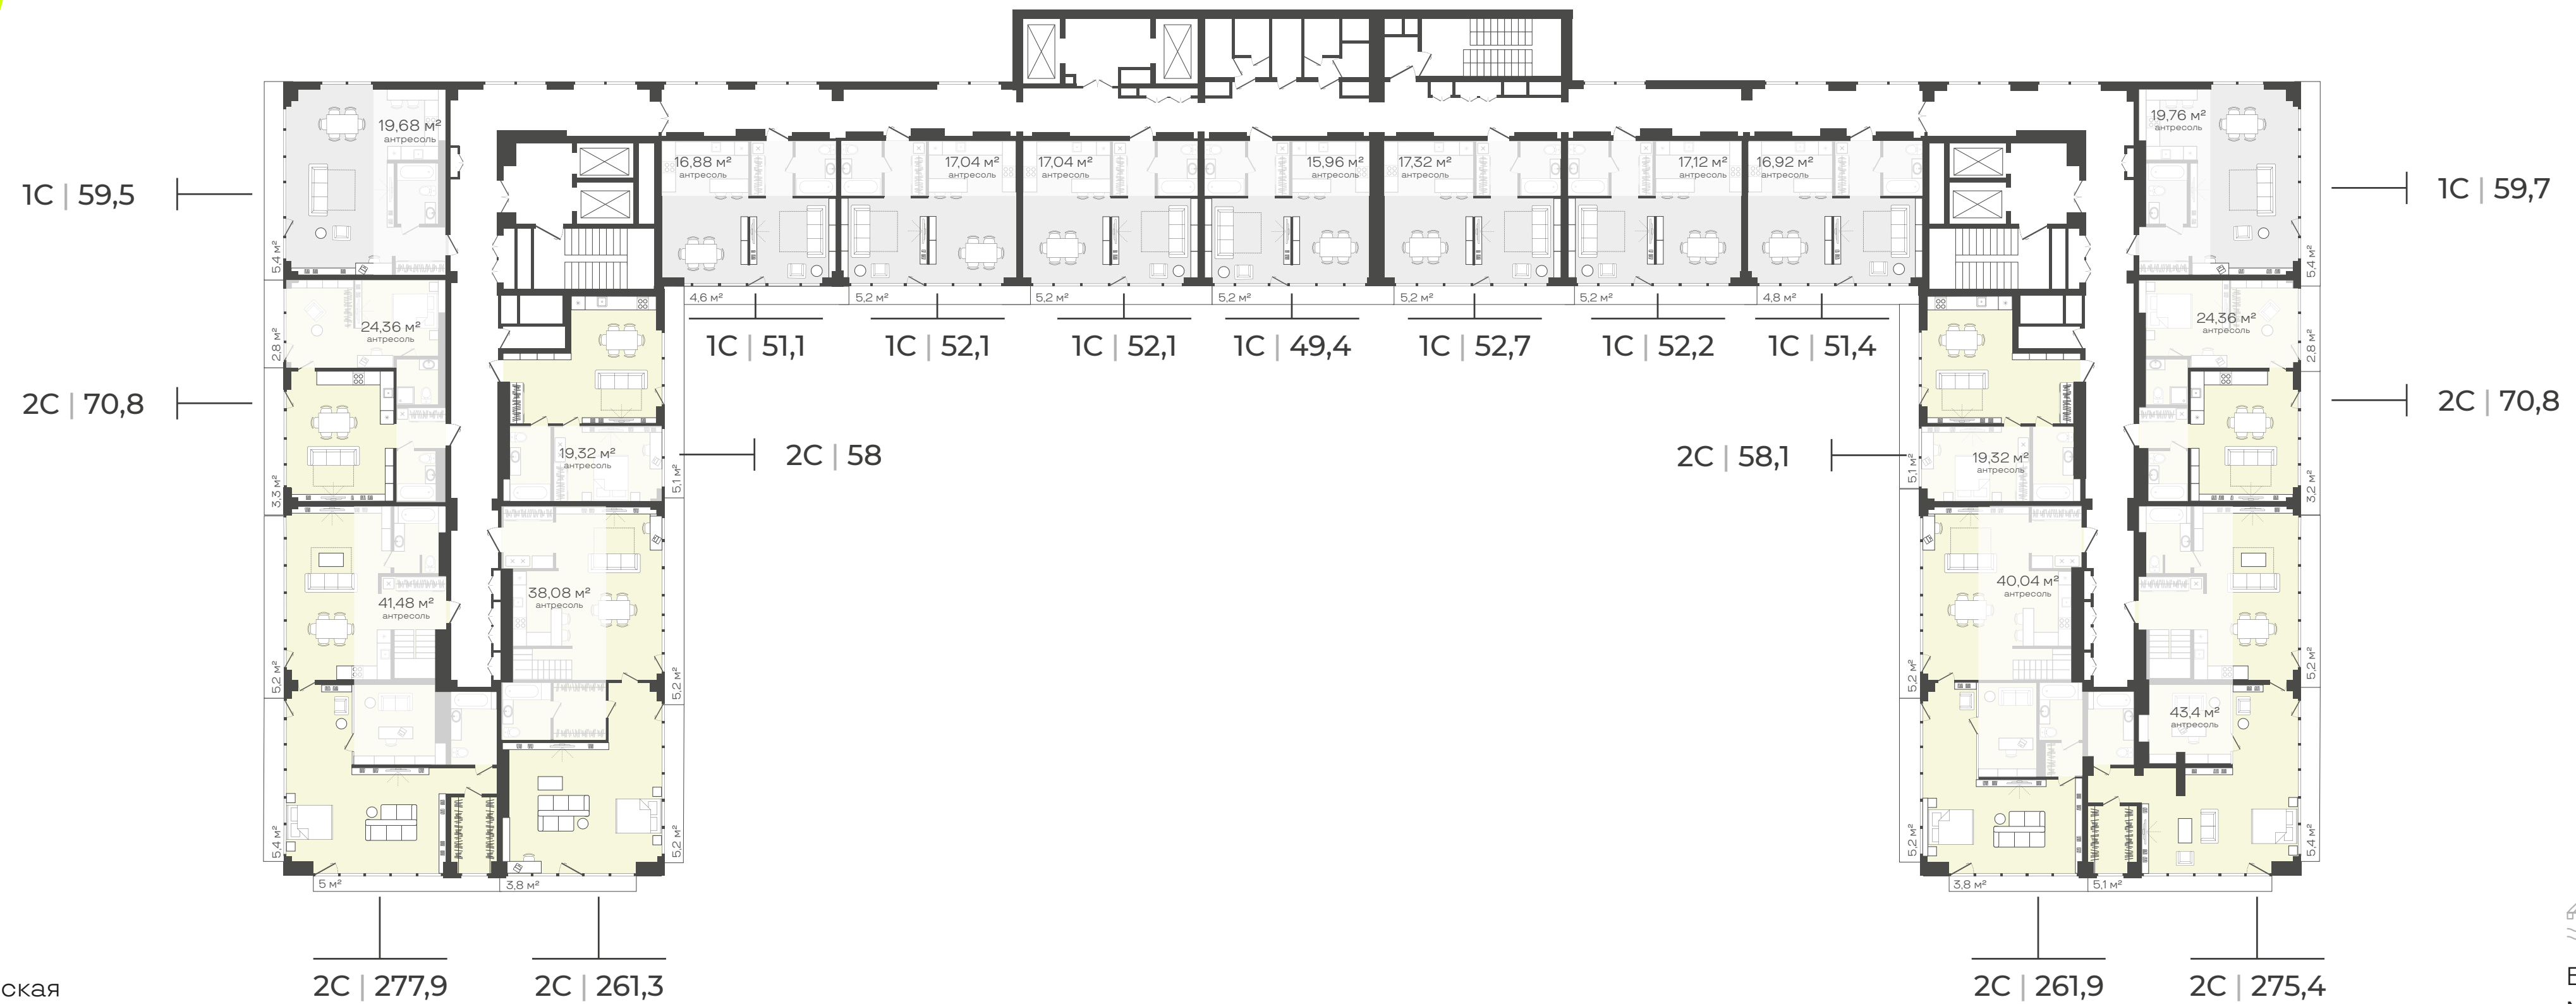 19,68 м²
антресоль
19,76 м²
антресоль
16,88 м²
антресоль
17,04 м²
антресоль
17,04 м²
антресоль
15,96 м²
антресоль
17,32 м²
антресоль
17,12 м²
антресоль
16,92 м²
антресоль
1С | 59,5
1С | 59,7
5,4 м²
5,4 м²
4,6 м²
5,2 м²
5,2 м²
5,2 м²
5,2 м²
5,2 м²
4,8 м²
24,36 м²
антресоль
24,36 м²
антресоль
2,8 м²
2,8 м²
1С | 51,1
1С | 52,1
1С | 52,1
1С | 49,4
1С | 52,7
1С | 52,2
1С | 51,4
2С | 70,8
2С | 70,8
19,32 м²
антресоль
2С | 58
2С | 58,1
19,32 м²
антресоль
3,3 м²
5,1 м²
5,1 м²
3,2 м²
41,48 м²
антресоль
38,08 м²
антресоль
40,04 м²
антресоль
5,2 м²
5,2 м²
5,2 м²
5,2 м²
43,4 м²
антресоль
5,4 м²
5,2 м²
5,2 м²
5,4 м²
5 м²
3,8 м²
3,8 м²
5,1 м²
2С | 277,9
2С | 261,3
2С | 261,9
2С | 275,4
ская